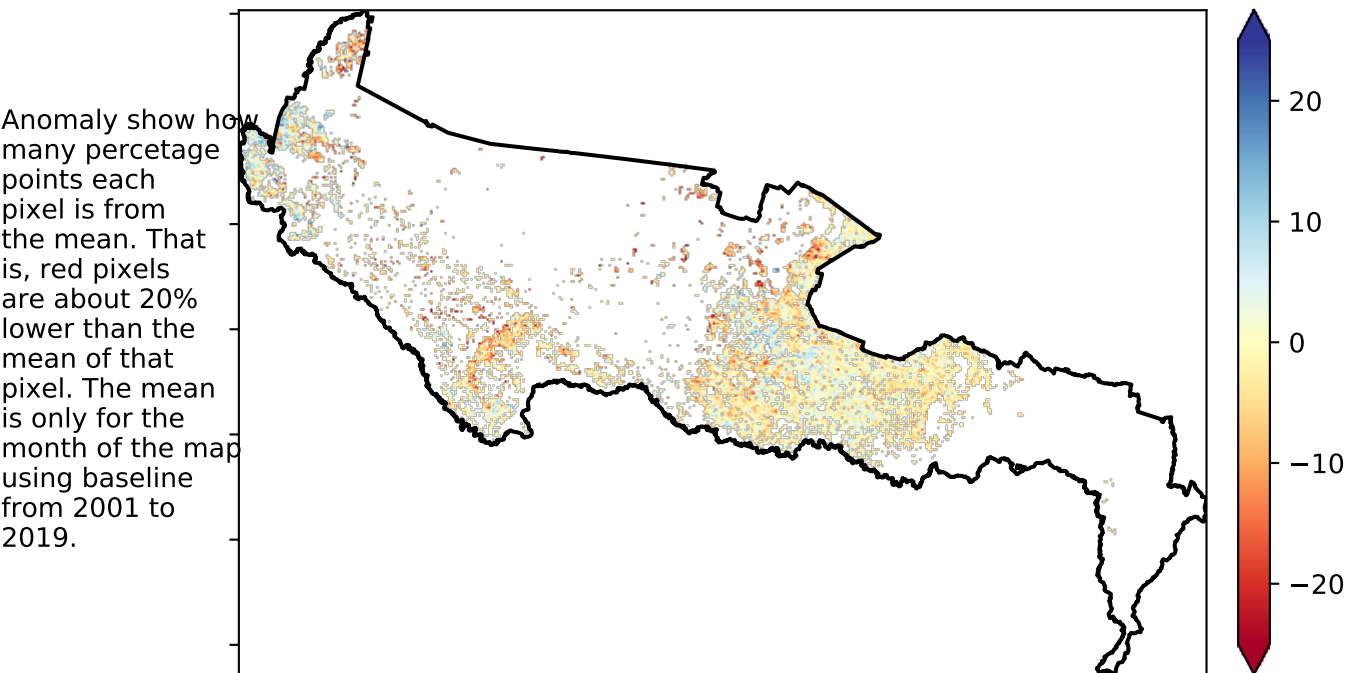 Anomaly show how
many percetage
points each
pixel is from
the mean. That
is, red pixels
are about 20%
lower than the
mean of that
pixel. The mean
is only for the
month of the map
using baseline
from 2001 to
2019.
20
10
0
−10
−20